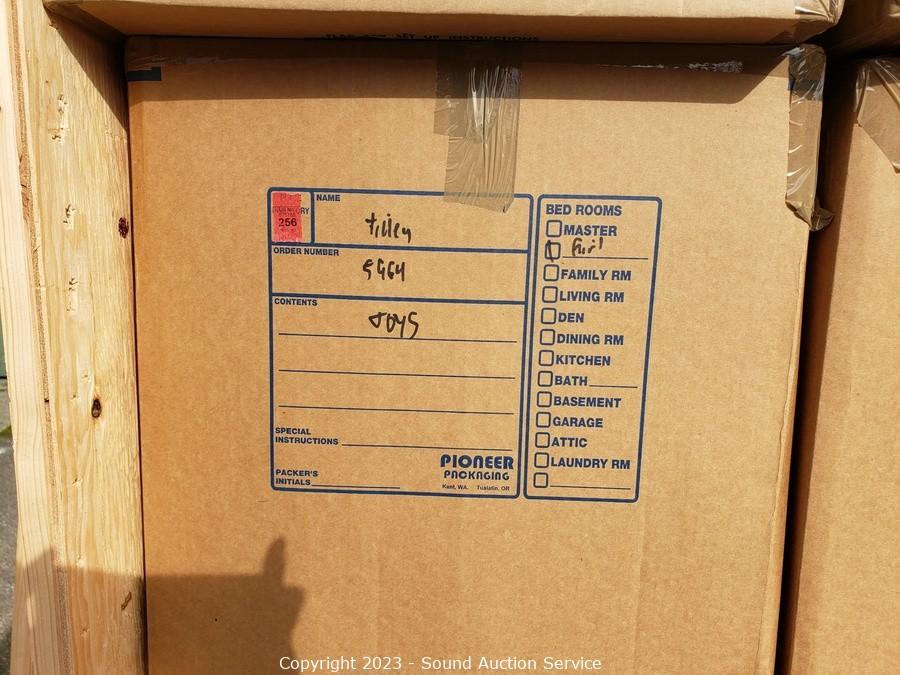 NAME
256
ORDER NUMBER
CONTENTS
TOYS
SPECIAL
INSTRUCTIONS
PACKER'S
INITIALS
PIONEER
PACKAGING
Kent, WA. Tualatin, OR
BED ROOMS
MASTER
Girl
FAMILY RM
LIVING RM
DEN
DINING RM
KITCHEN
BATH
BASEMENT
GARAGE
ATTIC
LAUNDRY RM
Copyright 2023 - Sound Auction Service